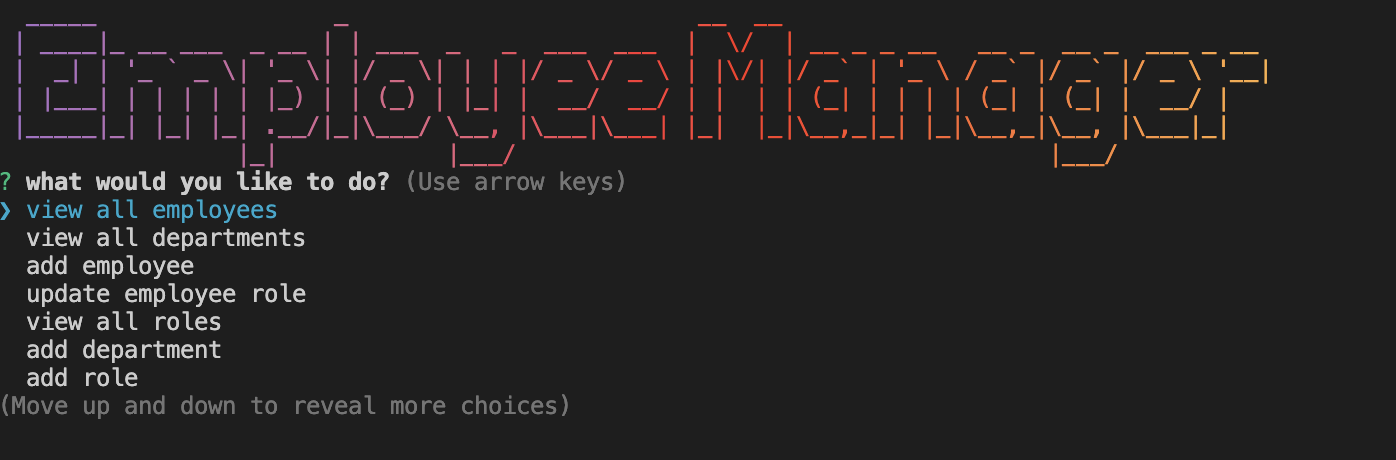 Employee Manager
? what would you like to do? (Use arrow keys)
❯ view all employees
view all departments
add employee
update employee role
view all roles
add department
add role
(Move up and down to reveal more choices)